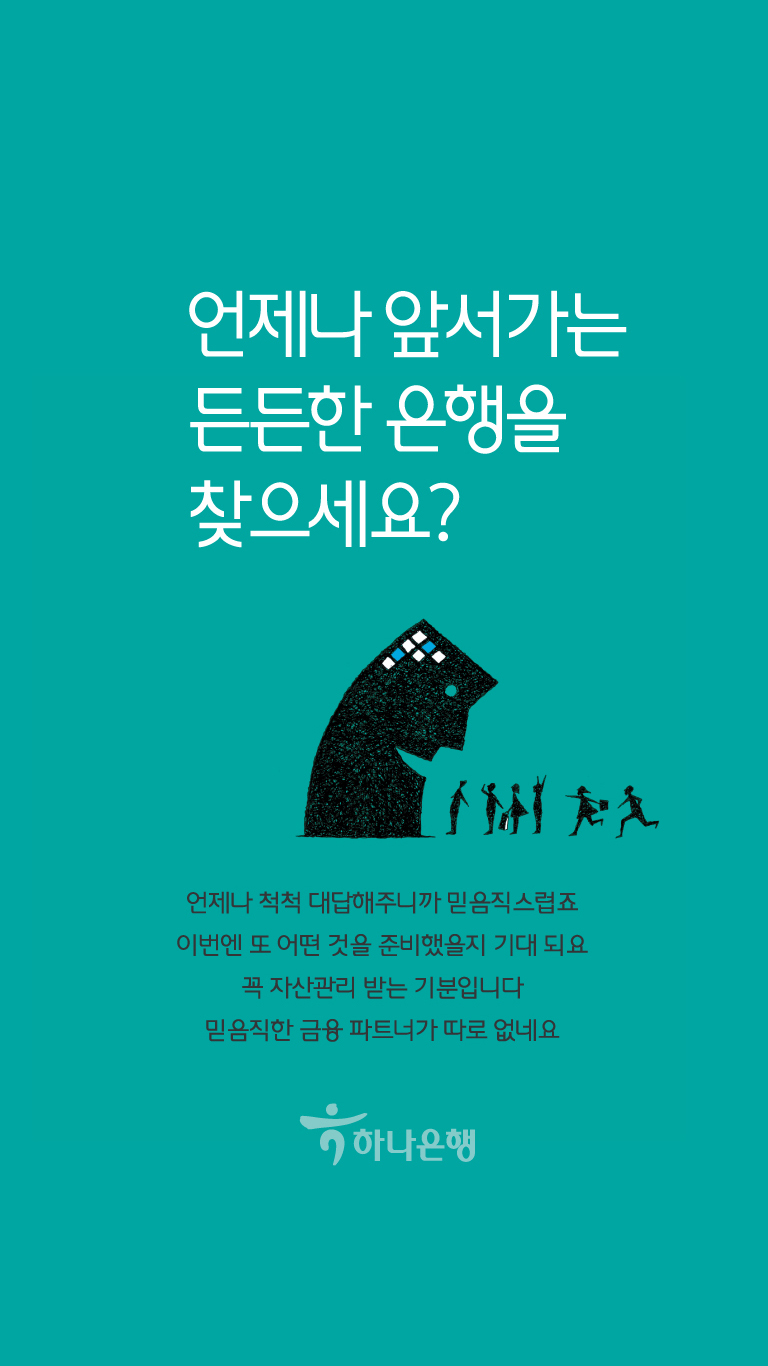 언제나 앞서가는
든든한 은행을
찾으세요?
언제나 척척 대답해주니까 믿음직스럽죠
이번엔 또 어떤 것을 준비했을지 기대 되요
꼭 자산관리 받는 기분입니다
믿음직한 금융 파트너가 따로 없네요
하나은행